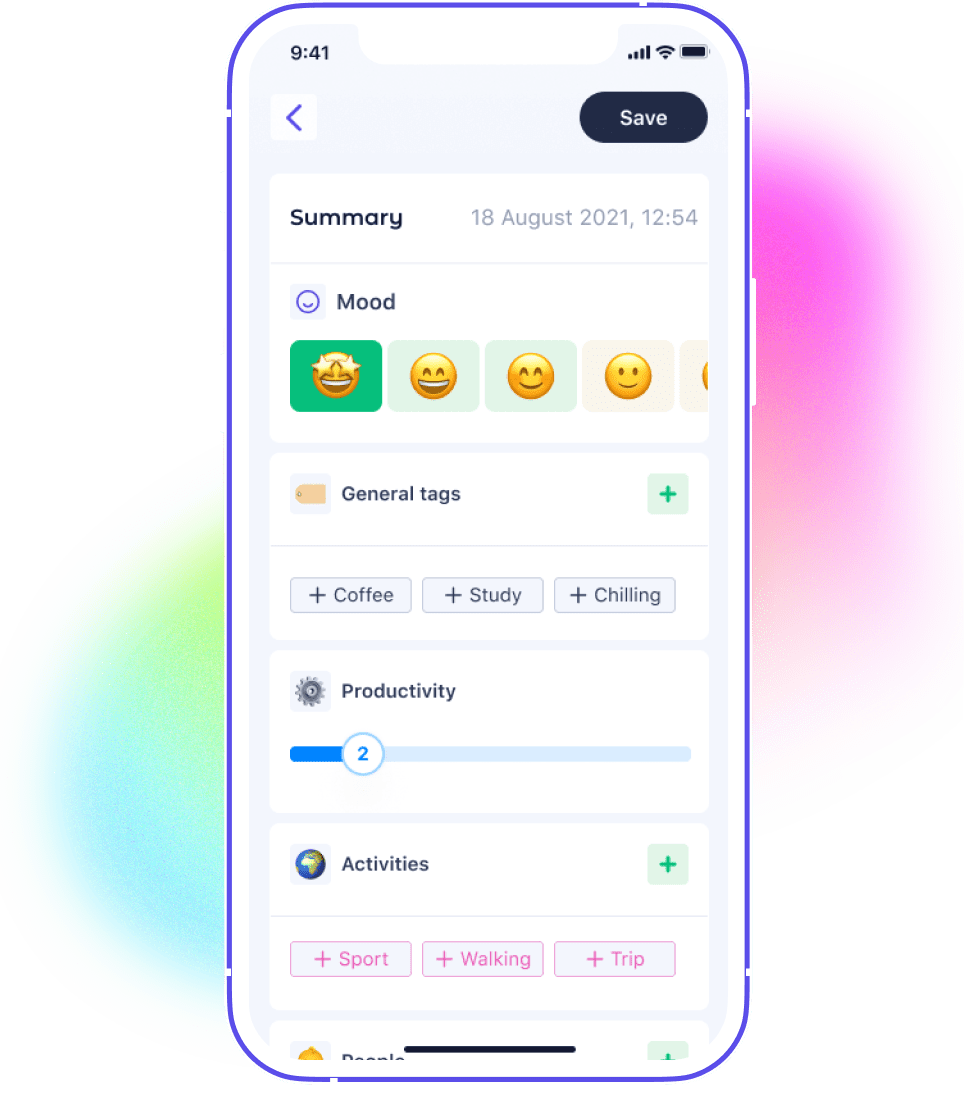 9:41
Save
Summary 18 August 2021, 12:54
Mood
General tags +
+ Coffee + Study + Chilling
Productivity
2
Activities +
+ Sport + Walking + Trip
People +